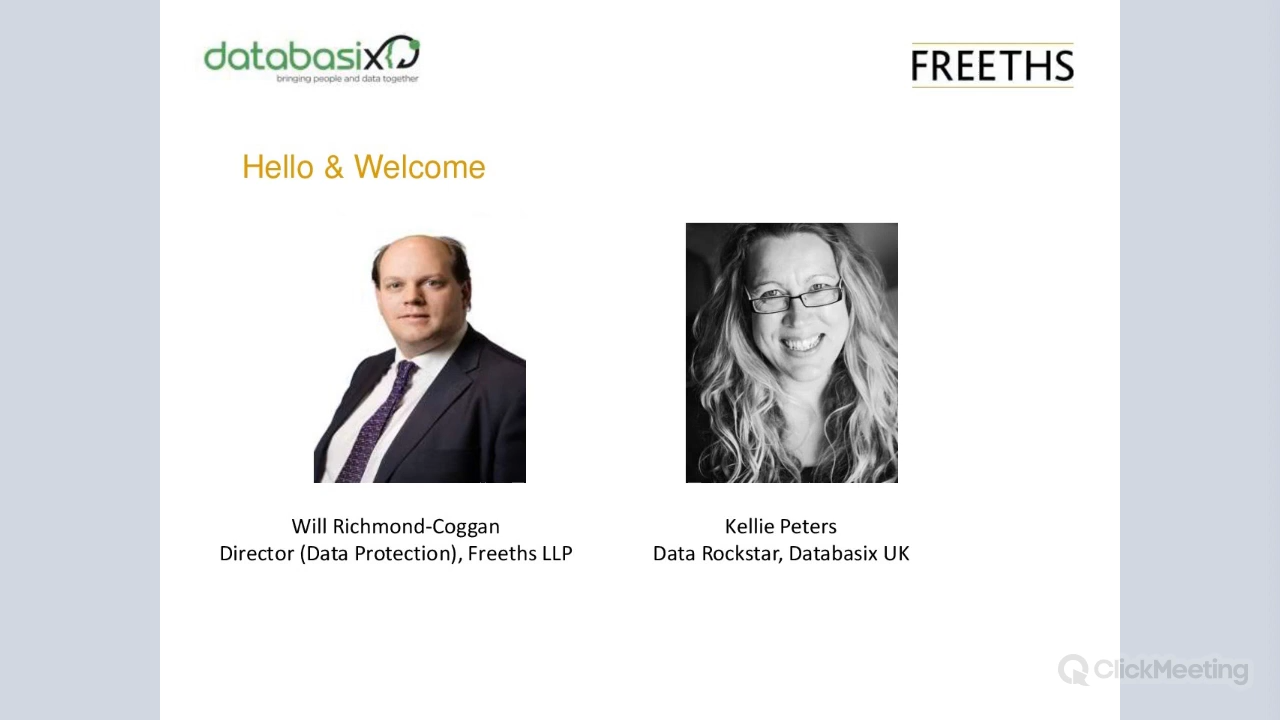 databasix
bringing people and data together
FREETHS
Hello & Welcome
Will Richmond-Coggan
Director (Data Protection), Freeths LLP
Kellie Peters
Data Rockstar, Databasix UK
ClickMeeting